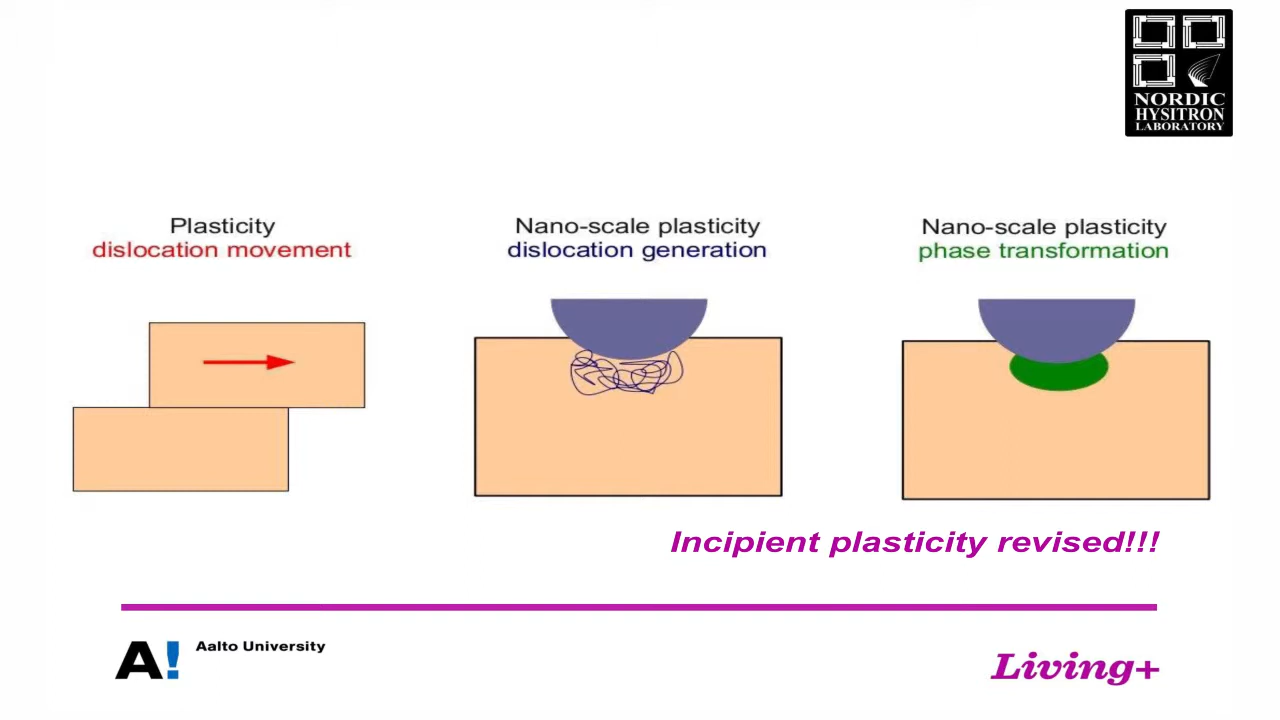 NORDIC
HYSITRON
LABORATORY
Plasticity
dislocation movement
Nano-scale plasticity
dislocation generation
Nano-scale plasticity
phase transformation
Incipient plasticity revised!!!
A!
Aalto University
Living+